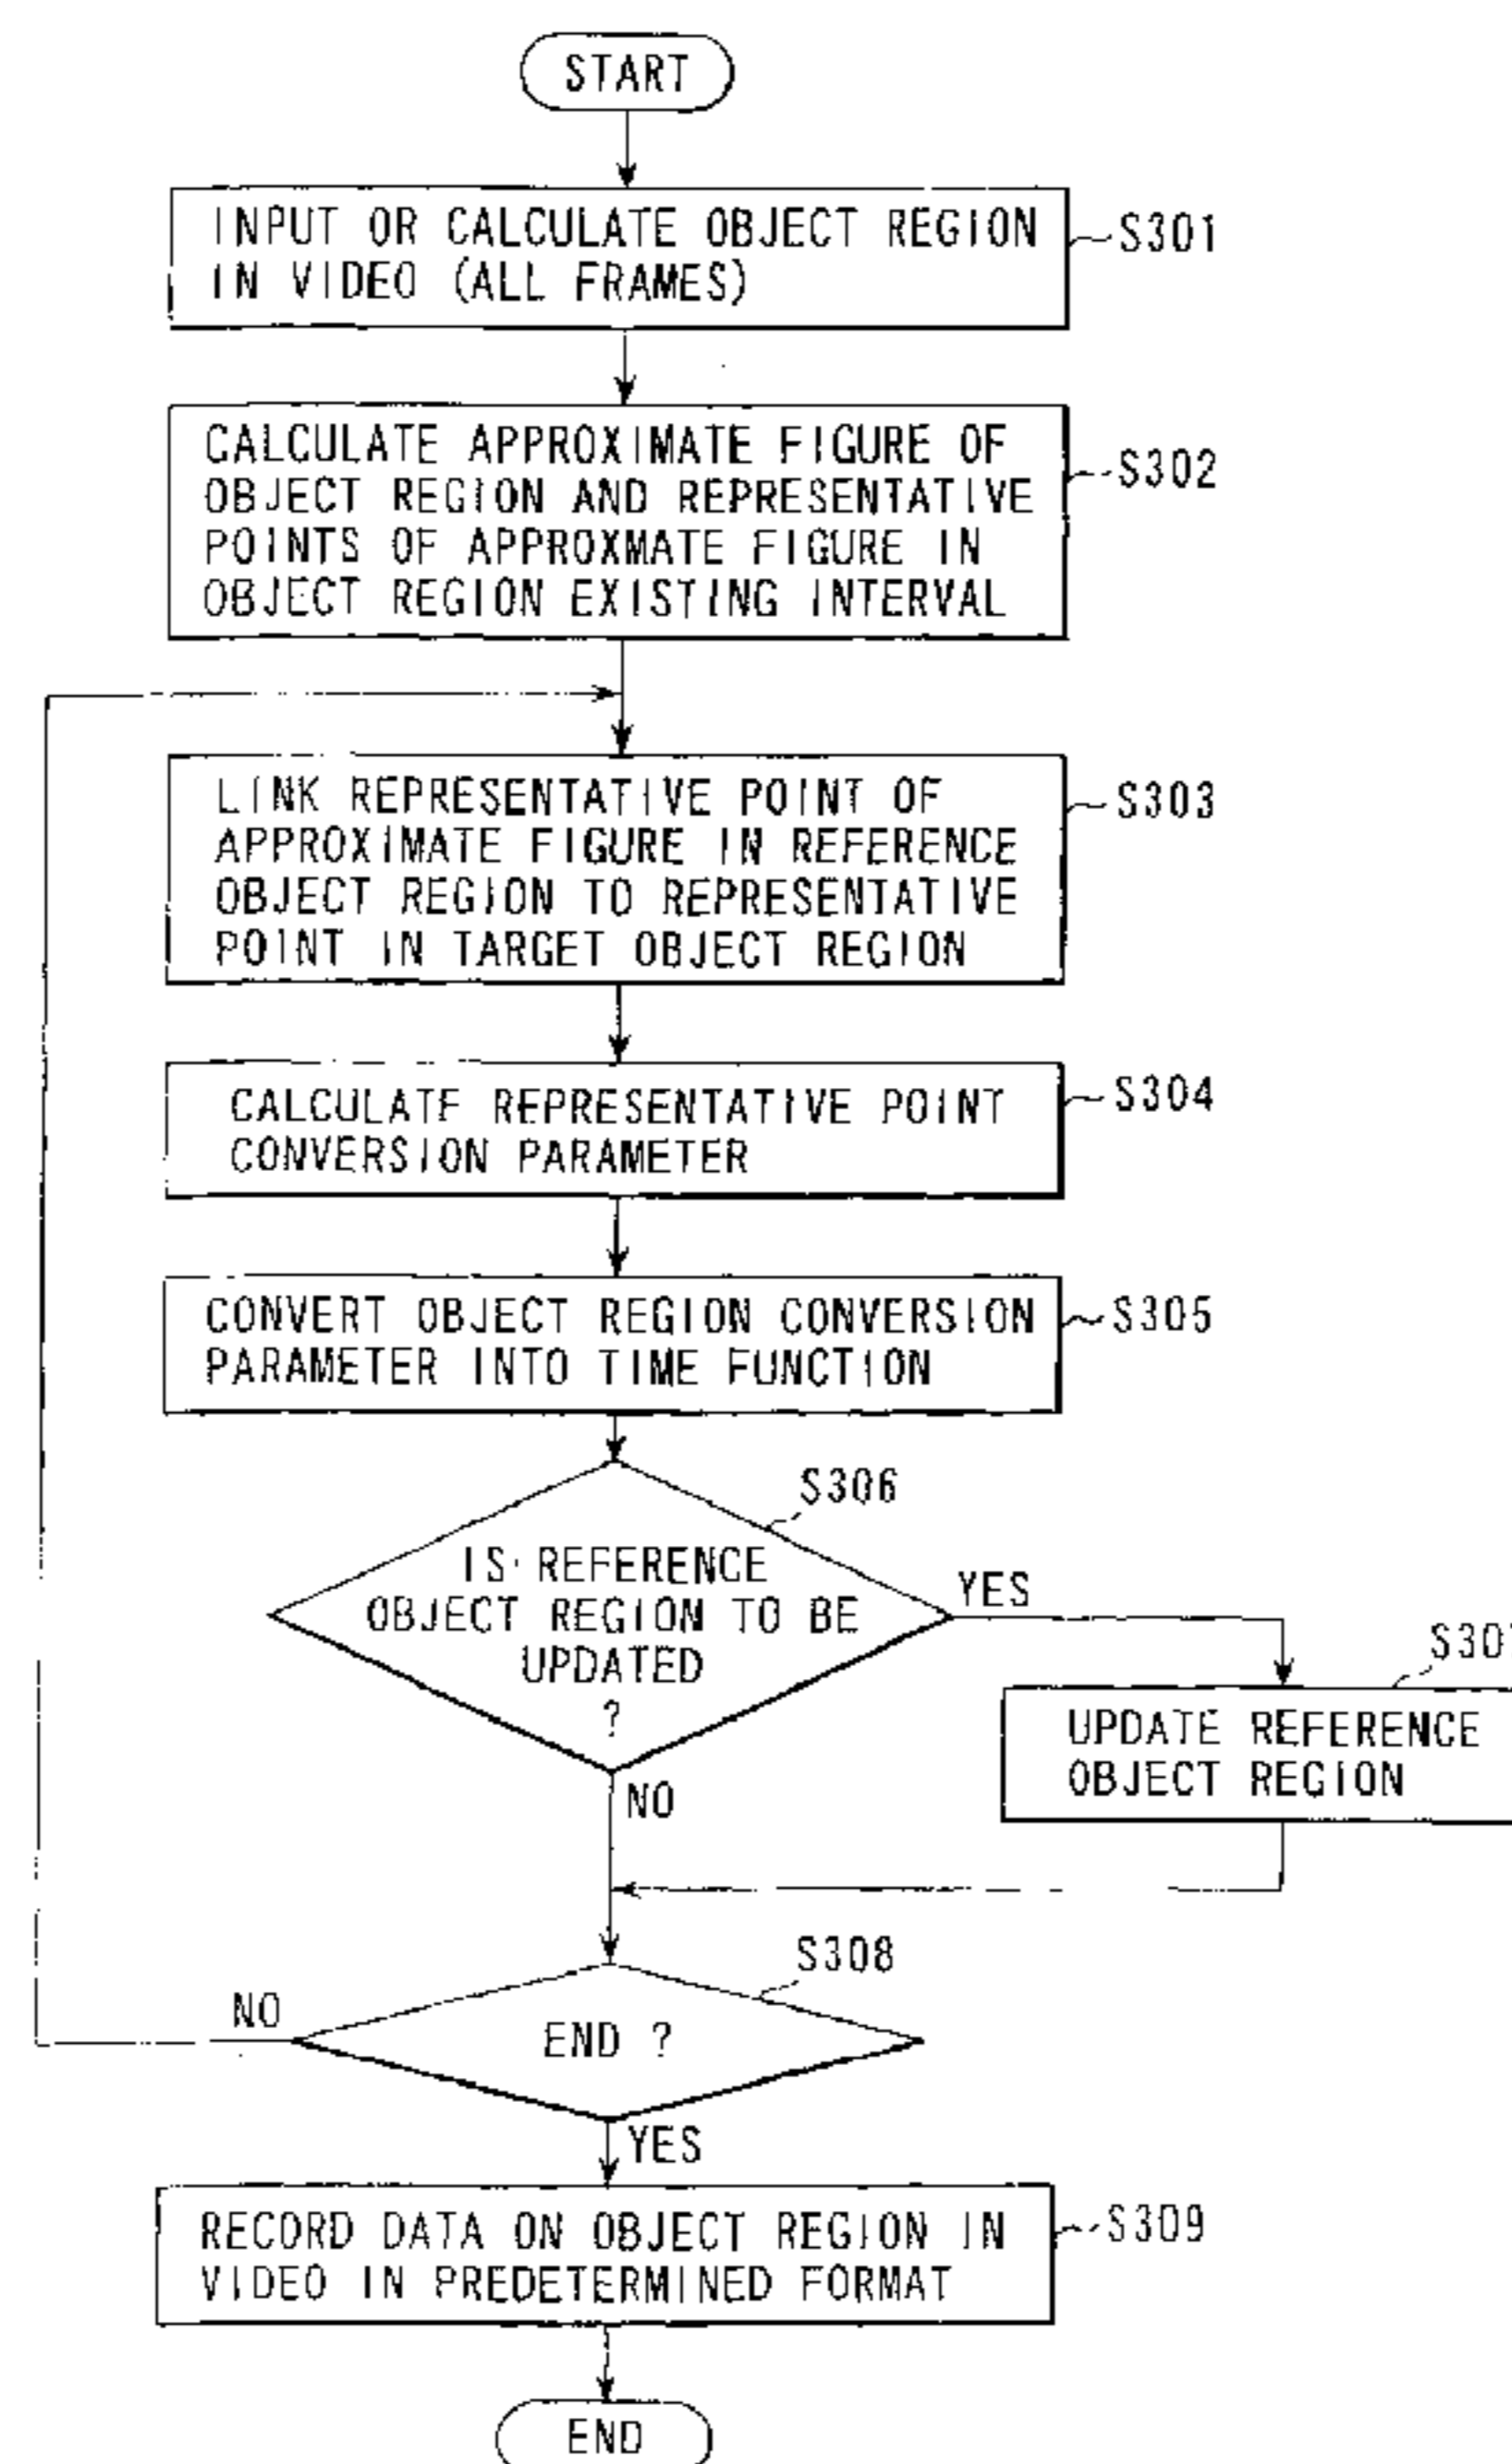 START
INPUT OR CALCULATE OBJECT REGION
IN VIDEO (ALL FRAMES)
S301
CALCULATE APPROXIMATE FIGURE OF
OBJECT REGION AND REPRESENTATIVE
POINTS OF APPROXMATE FIGURE IN
OBJECT REGION EXISTING INTERVAL
S302
LINK REPRESENTATIVE POINT OF
APPROXIMATE FIGURE IN REFERENCE
OBJECT REGION TO REPRESENTATIVE
POINT IN TARGET OBJECT REGION
S303
CALCULATE REPRESENTATIVE POINT
CONVERSION PARAMETER
S304
CONVERT OBJECT REGION CONVERSION
PARAMETER INTO TIME FUNCTION
S305
S306
IS REFERENCE
OBJECT REGION TO BE
UPDATED
?
YES
NO
UPDATE REFERENCE
OBJECT REGION
S308
END ?
NO
YES
RECORD DATA ON OBJECT REGION IN
VIDEO IN PREDETERMINED FORMAT
S309
END